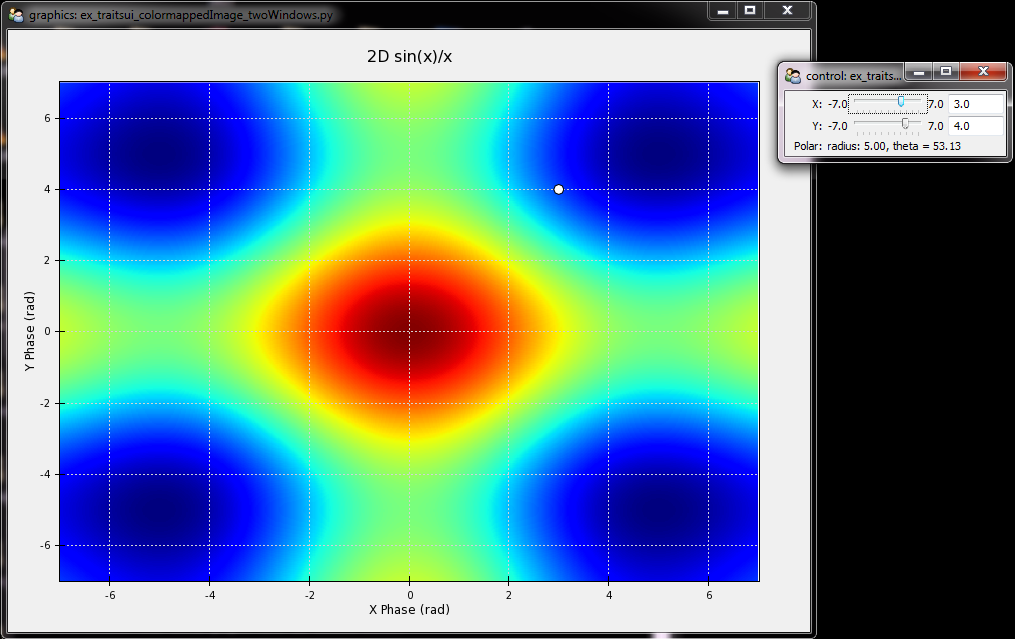 graphics: ex_traitsui_colormappedImage_twoWindows.py
2D sin(x)/x
6
4
2
0
-2
-4
-6
Y Phase (rad)
-6 -4 -2 0 2 4 6
X Phase (rad)
control: ex_traits...
X: -7.0 7.0 3.0
Y: -7.0 7.0 4.0
Polar: radius: 5.00, theta = 53.13